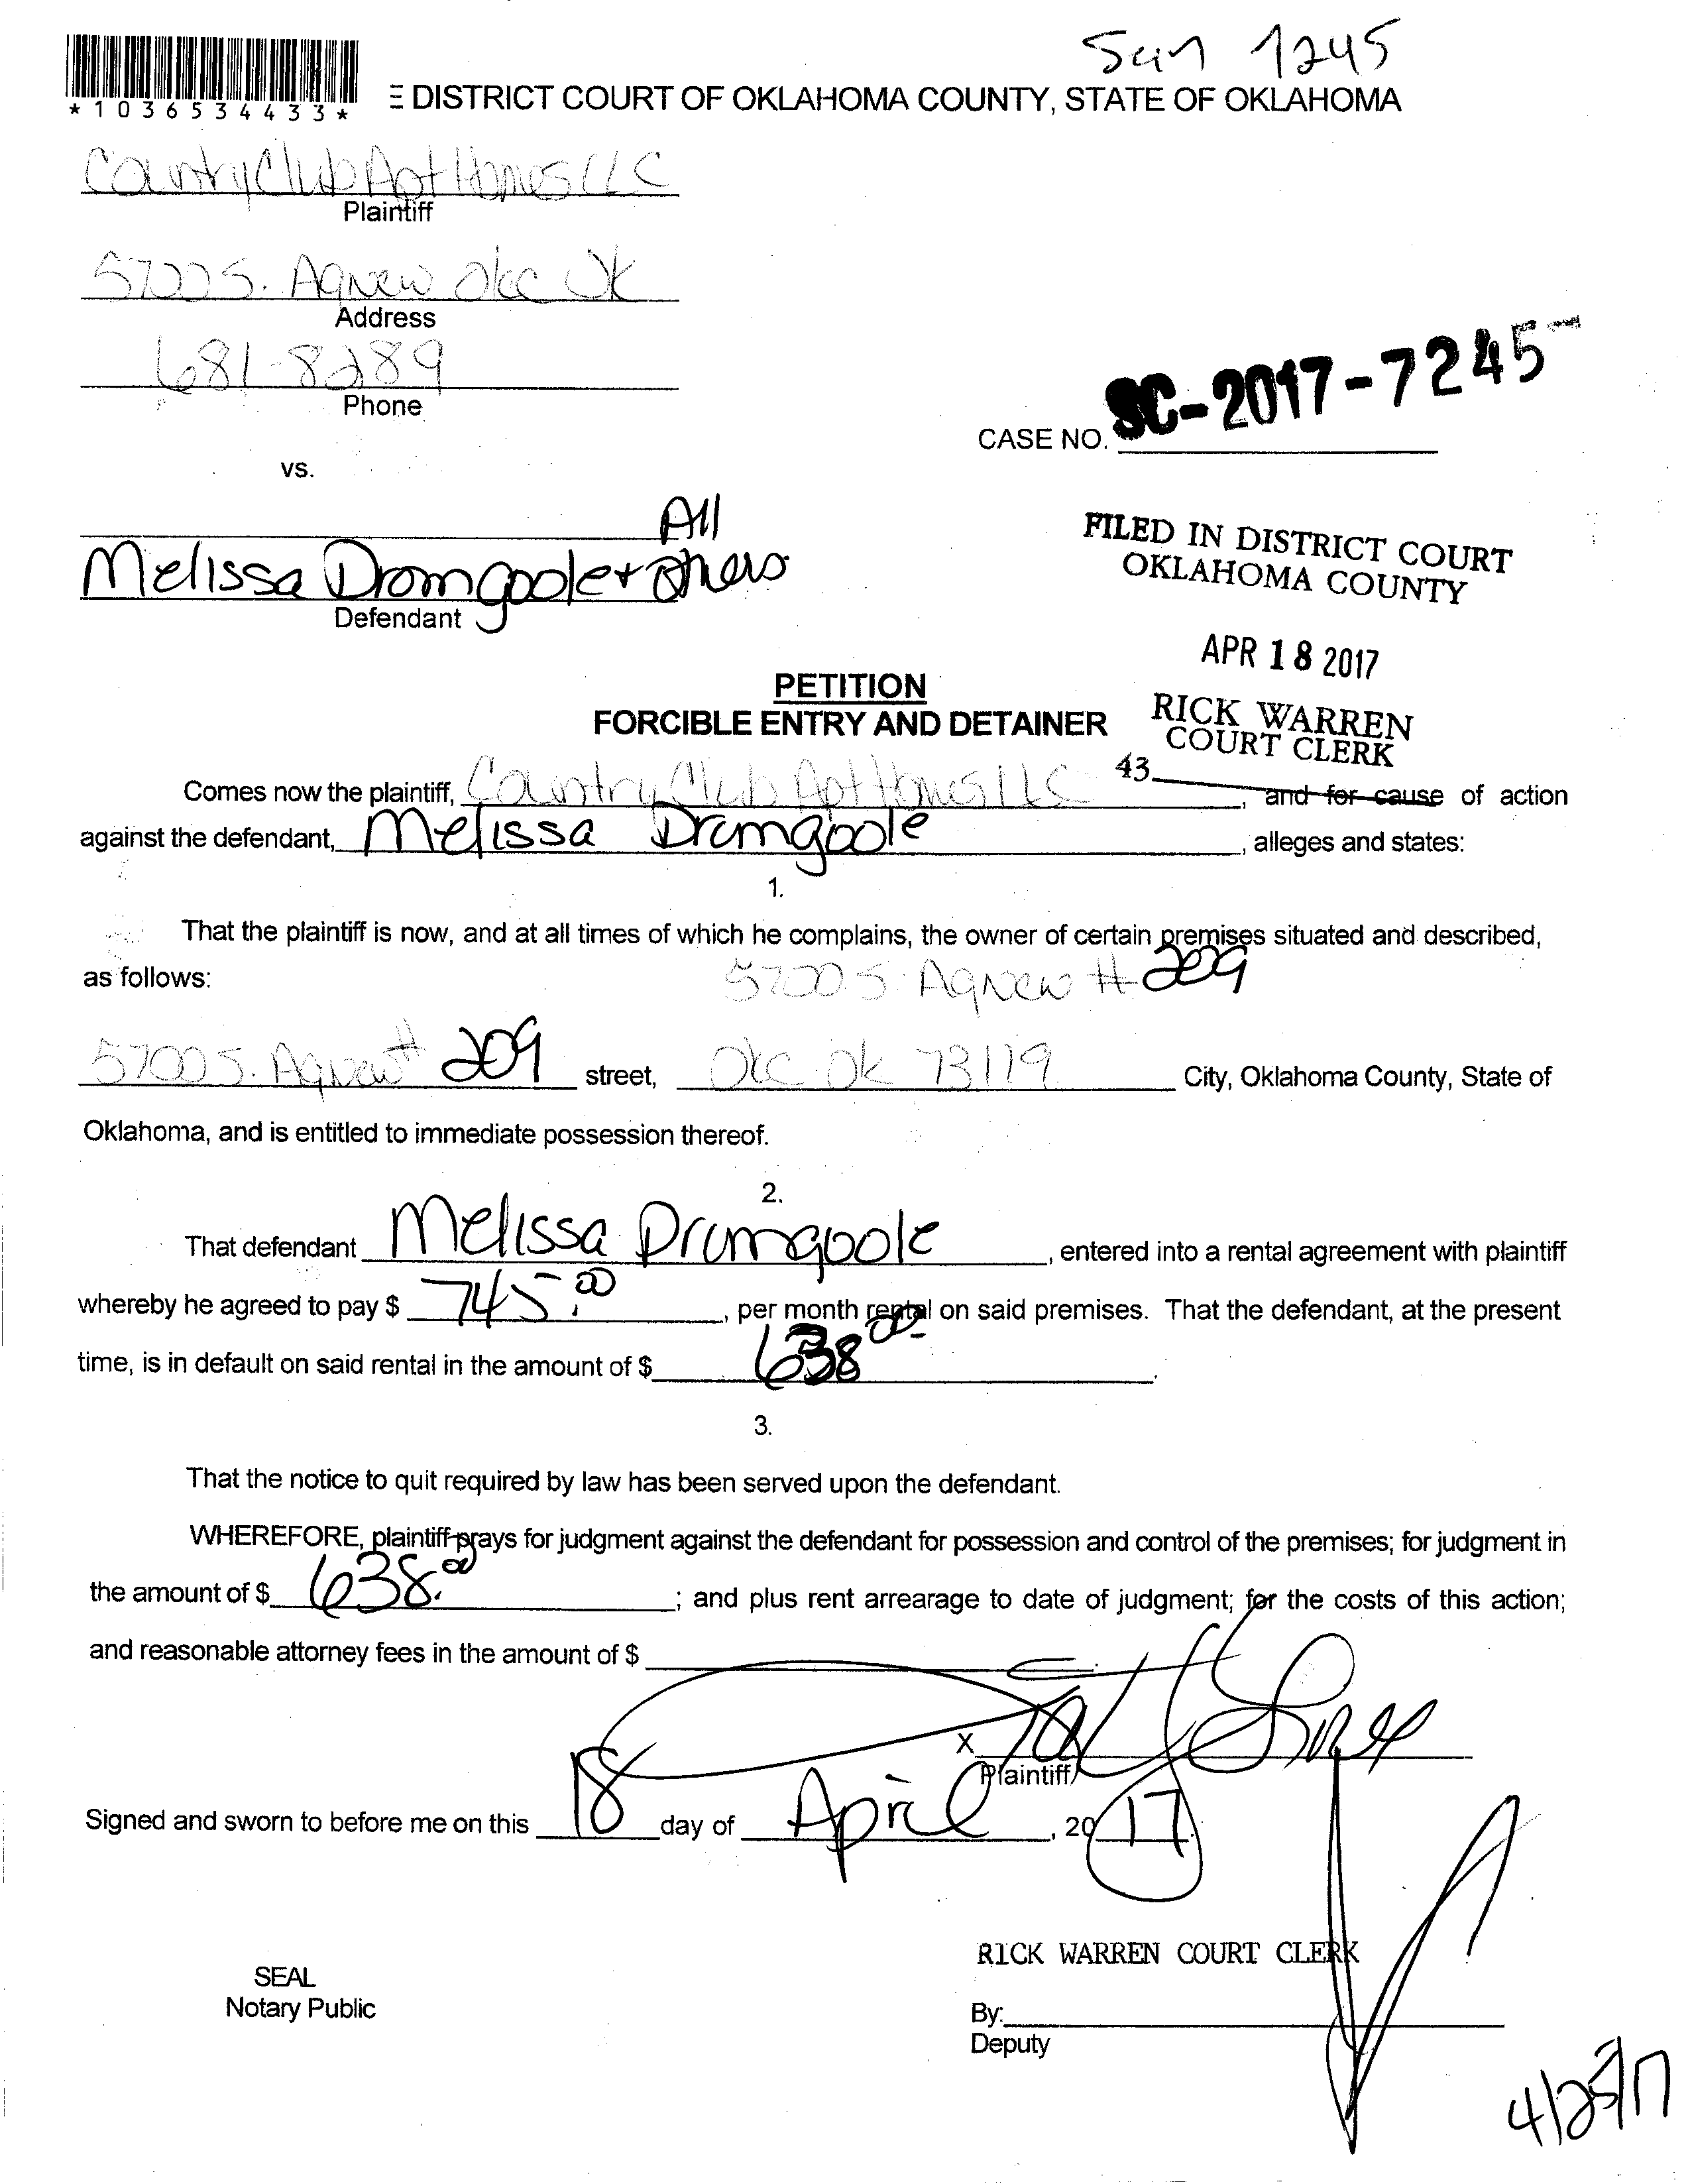 1245
*1036534433*
E DISTRICT COURT OF OKLAHOMA COUNTY, STATE OF OKLAHOMA
Country Club Apt Homes LLC
Plaintiff
5700 S. Agnew OKC OK
Address
681-8289
Phone
SC-2017-7245
CASE NO.
vs.
All
Melissa Dromgoole + others
Defendant
FILED IN DISTRICT COURT
OKLAHOMA COUNTY
APR 18 2017
RICK WARREN
COURT CLERK
43
PETITION
FORCIBLE ENTRY AND DETAINER
Comes now the plaintiff, Country Club Apt Homes LLC, and for cause of action
against the defendant, Melissa Dromgoole, alleges and states:
1.
That the plaintiff is now, and at all times of which he complains, the owner of certain premises situated and described,
as follows: 5700 S. Agnew # 209
5700 S. Agnew # 209 street, OKC OK 73119 City, Oklahoma County, State of
Oklahoma, and is entitled to immediate possession thereof.
2.
That defendant Melissa Dromgoole, entered into a rental agreement with plaintiff
whereby he agreed to pay $ 745.00, per month rental on said premises. That the defendant, at the present
time, is in default on said rental in the amount of $ 638.00.
3.
That the notice to quit required by law has been served upon the defendant.
WHEREFORE, plaintiff prays for judgment against the defendant for possession and control of the premises; for judgment in
the amount of $ 638.00; and plus rent arrearage to date of judgment; for the costs of this action;
and reasonable attorney fees in the amount of $
X
Plaintiff
Signed and sworn to before me on this 18 day of April, 2017.
RICK WARREN COURT CLERK
SEAL
Notary Public
By:
Deputy
4/25/17